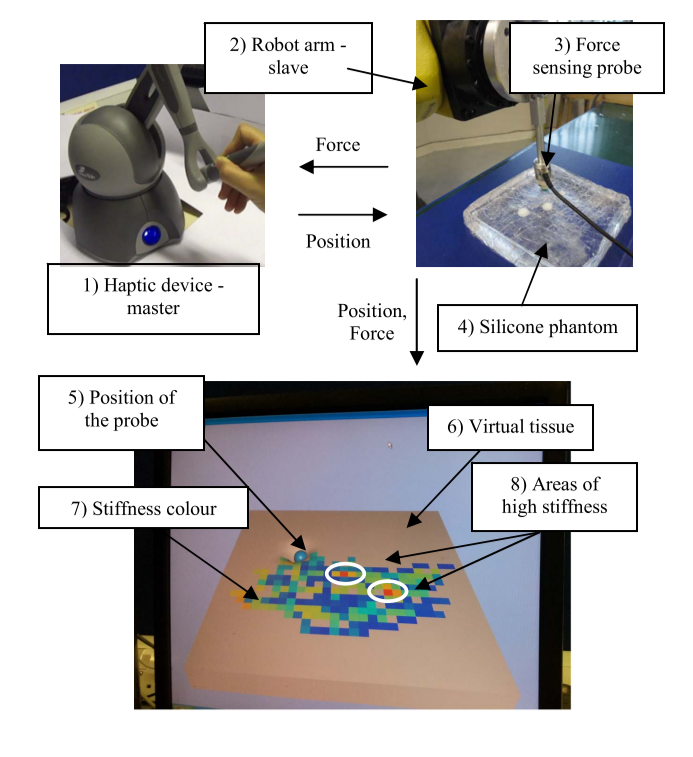 2) Robot arm -
slave
3) Force
sensing probe
Force
Position
1) Haptic device -
master
Position,
Force
4) Silicone phantom
5) Position of
the probe
6) Virtual tissue
7) Stiffness colour
8) Areas of
high stiffness